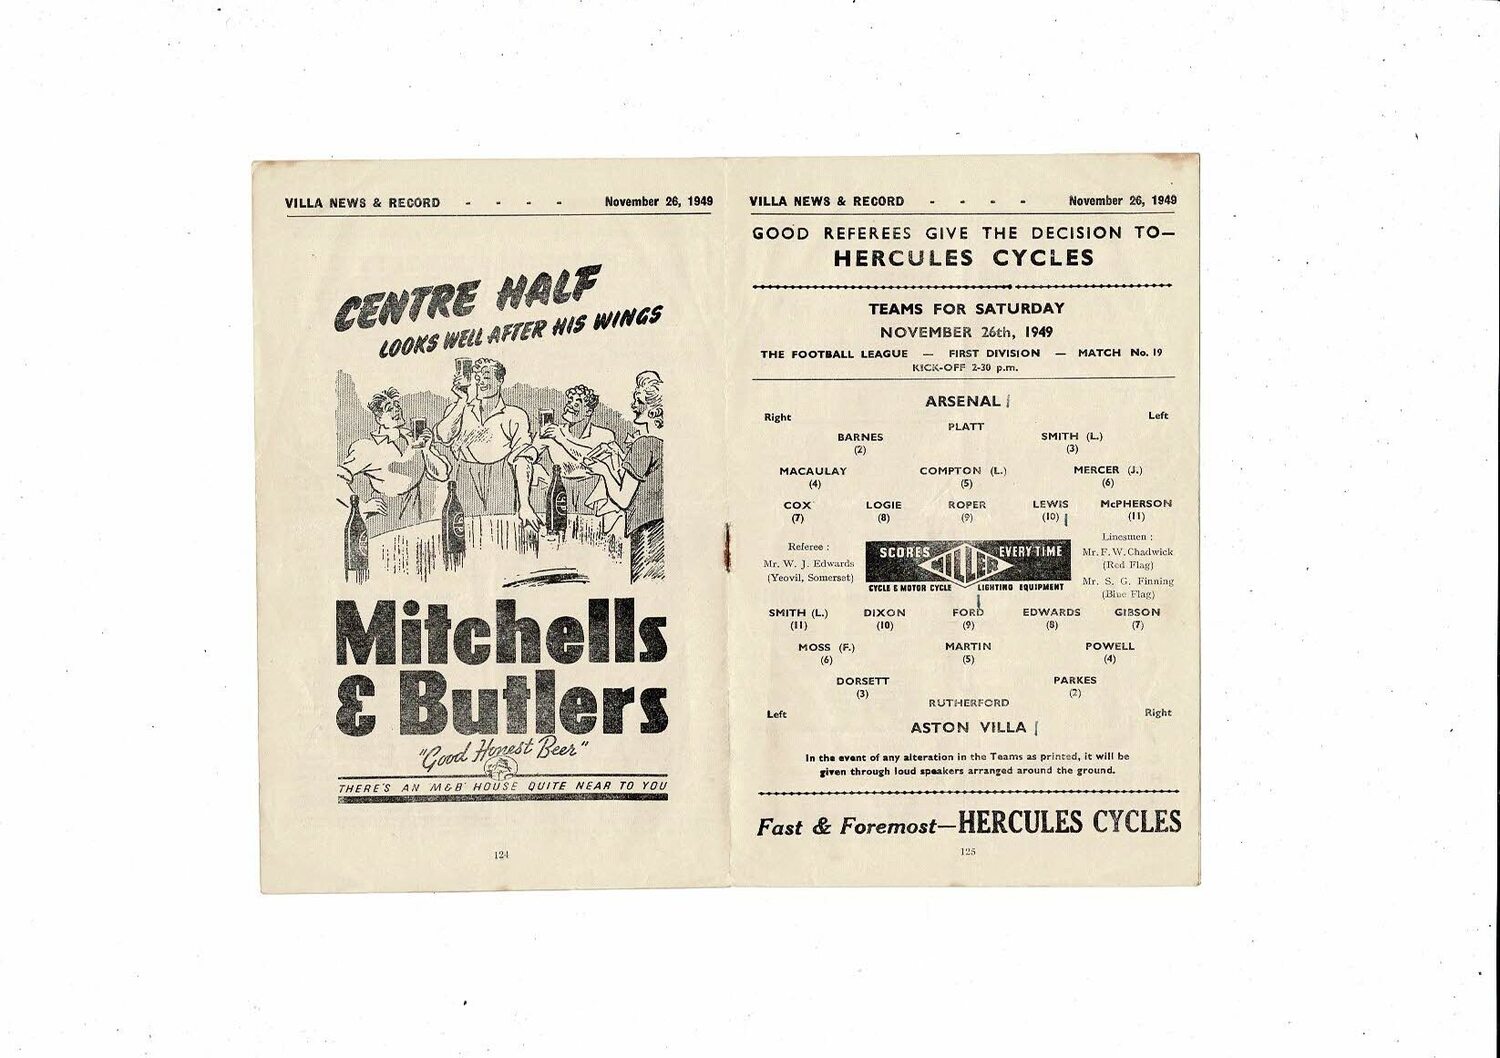 VILLA NEWS & RECORD - - - - November 26, 1949
CENTRE HALF
LOOKS WELL AFTER HIS WINGS
Mitchells
& Butlers
"Good Honest Beer"
THERE'S AN M&B HOUSE QUITE NEAR TO YOU
124
VILLA NEWS & RECORD - - - - November 26, 1949
GOOD REFEREES GIVE THE DECISION TO—
HERCULES CYCLES
TEAMS FOR SATURDAY
NOVEMBER 26th, 1949
THE FOOTBALL LEAGUE — FIRST DIVISION — MATCH No. 19
KICK-OFF 2-30 p.m.
ARSENAL
Right Left
PLATT
BARNES SMITH (L.)
(2) (3)
MACAULAY COMPTON (L.) MERCER (J.)
(4) (5) (6)
COX LOGIE ROPER LEWIS McPHERSON
(7) (8) (9) (10) (11)
Referee :
Mr. W. J. Edwards
(Yeovil, Somerset)
SCORES EVERY TIME
CYCLE & MOTOR CYCLE LIGHTING EQUIPMENT
Linesmen :
Mr. F. W. Chadwick
(Red Flag)
Mr. S. G. Finning
(Blue Flag)
SMITH (L.) DIXON FORD EDWARDS GIBSON
(11) (10) (9) (8) (7)
MOSS (F.) MARTIN POWELL
(6) (5) (4)
DORSETT PARKES
(3) (2)
RUTHERFORD
Left Right
ASTON VILLA
In the event of any alteration in the Teams as printed, it will be
given through loud speakers arranged around the ground.
Fast & Foremost—HERCULES CYCLES
125